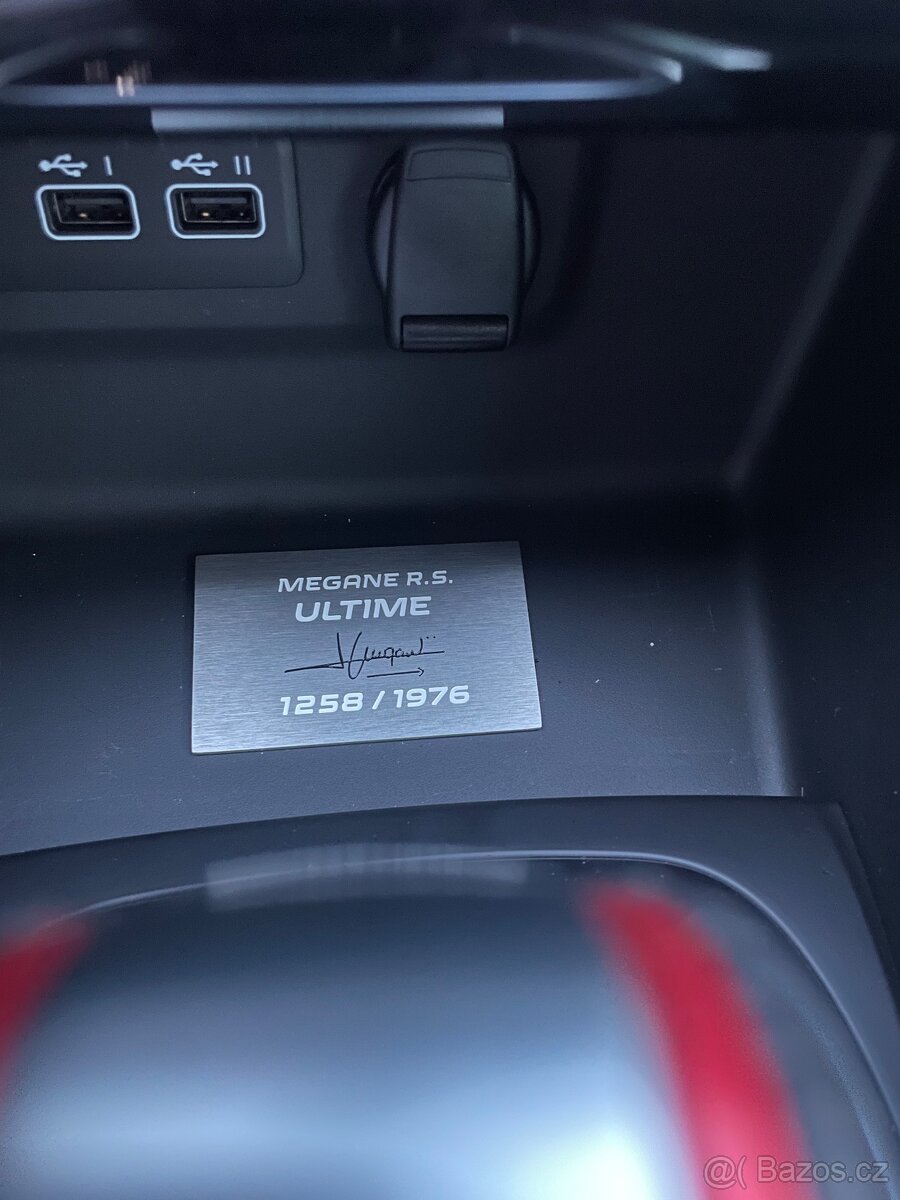 I II
MEGANE R.S.
ULTIME
1258 / 1976
@( Bazos.cz